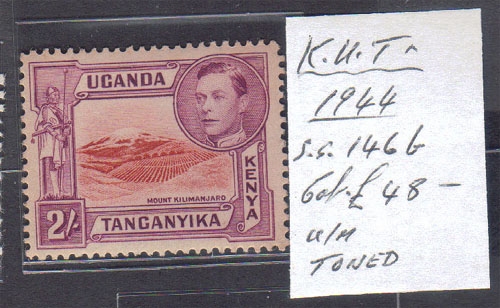 UGANDA
KENYA
MOUNT KILIMANJARO
2/-
TANGANYIKA
K.U.T.
1944
S.G. 146b
Cat. £48-
U/M
TONED